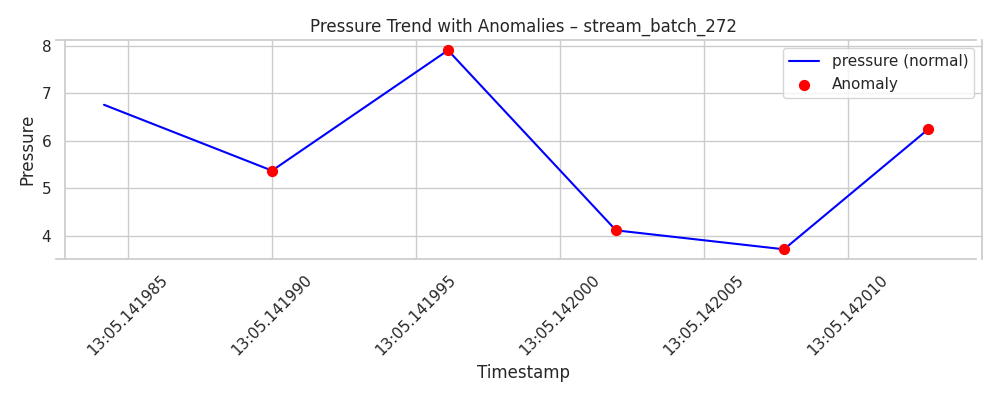 Pressure Trend with Anomalies – stream_batch_272
pressure (normal)
Anomaly
Pressure
8
7
6
5
4
13:05.141985
13:05.141990
13:05.141995
13:05.142000
13:05.142005
13:05.142010
Timestamp